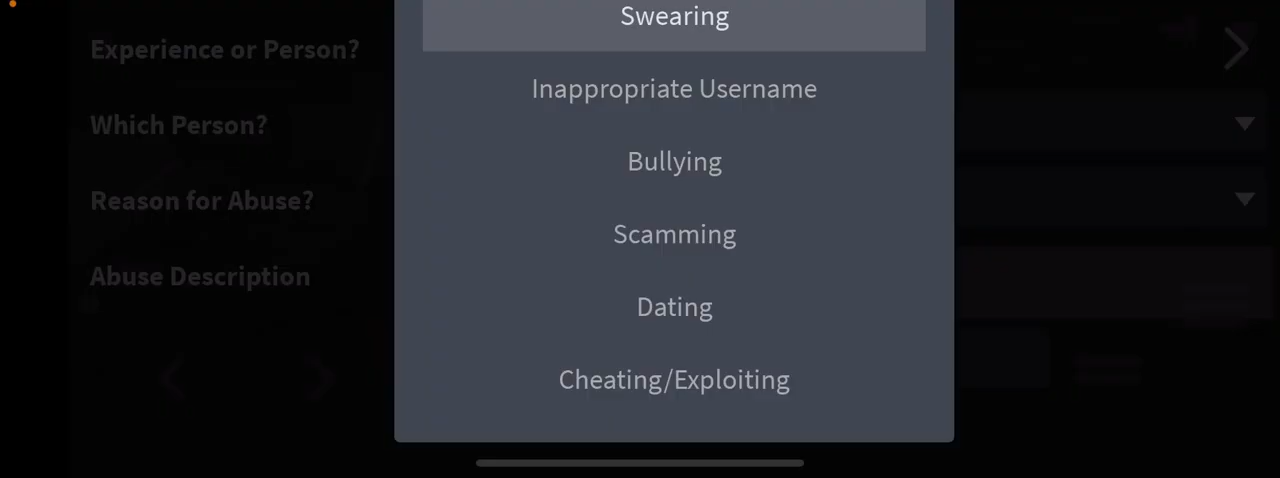 Swearing
Experience or Person?
Inappropriate Username
Which Person?
Bullying
Reason for Abuse?
Scamming
Abuse Description
Dating
Cheating/Exploiting